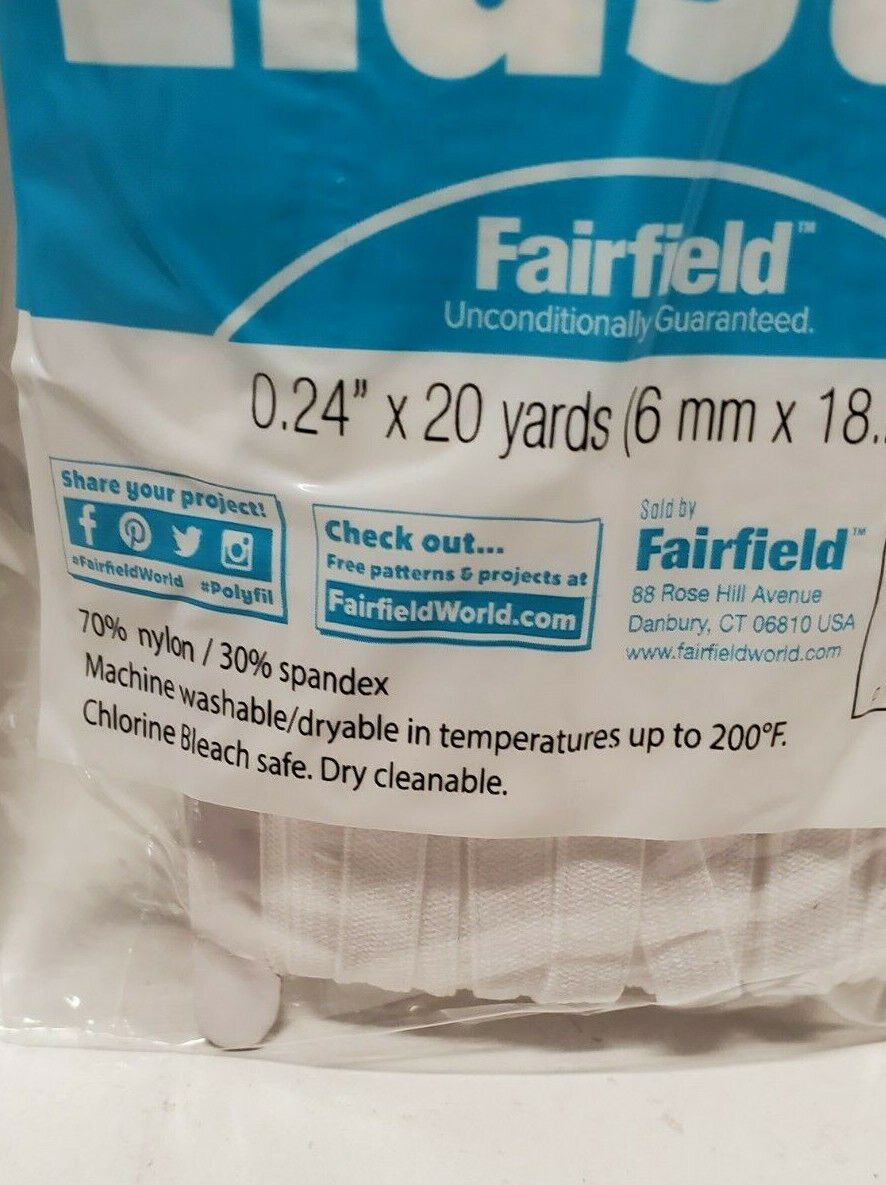 Fairfield™
Unconditionally Guaranteed.
0.24" x 20 yards (6 mm x 18.
Share your project!
#FairfieldWorld #Polyfil
Check out...
Free patterns & projects at
FairfieldWorld.com
Sold by
Fairfield™
88 Rose Hill Avenue
Danbury, CT 06810 USA
www.fairfieldworld.com
70% nylon / 30% spandex
Machine washable/dryable in temperatures up to 200°F.
Chlorine Bleach safe. Dry cleanable.